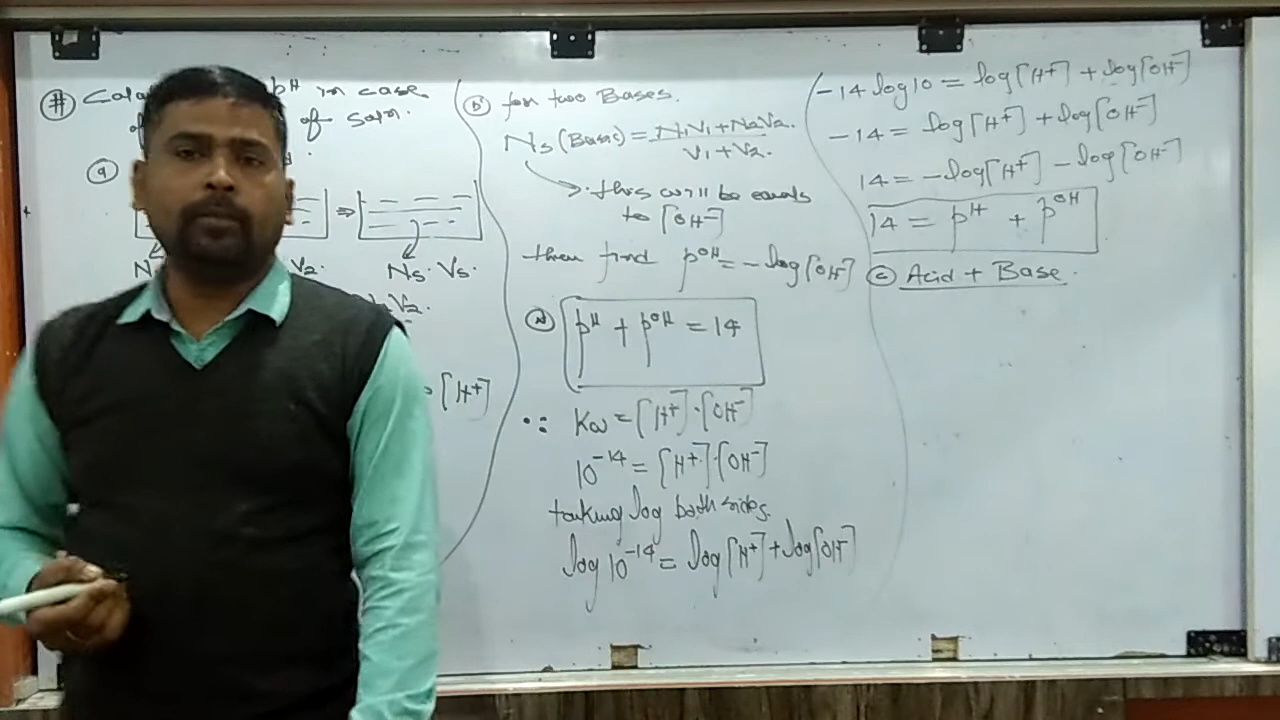 (#) pH in case
of soln.
(a)
⇒
V2. Ns. Vs.
V2.
[H+]
(b) for two Bases.
Ns (Basic) = N1V1 + N2V2. / V1 + V2.
this will be equals
to [OH-]
then find pOH = - log [OH-]
pH + pOH = 14
∵ Kw = [H+].[OH-]
10^-14 = [H+].[OH-]
taking log both sides.
log 10^-14 = log [H+] + log [OH-]
-14 log 10 = log [H+] + log [OH-]
-14 = log [H+] + log [OH-]
14 = - log [H+] - log [OH-]
14 = pH + pOH
(c) Acid + Base.